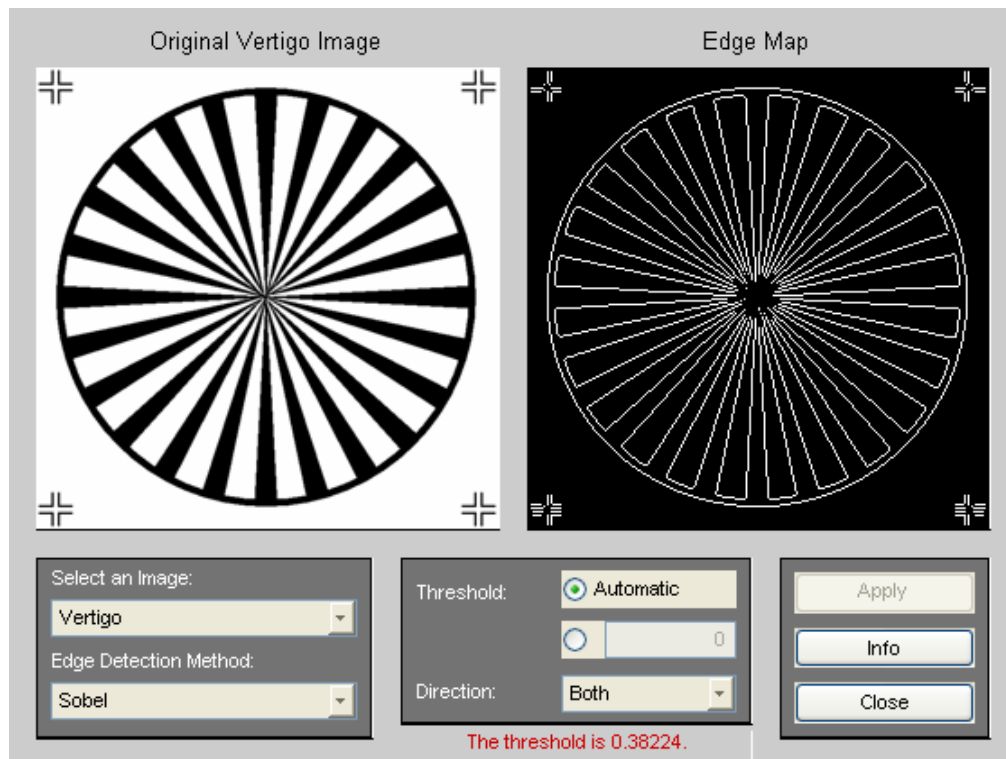 Original Vertigo Image
Edge Map
Select an Image:
Vertigo
Edge Detection Method:
Sobel
Threshold:
Automatic
0
Direction:
Both
The threshold is 0.38224.
Apply
Info
Close